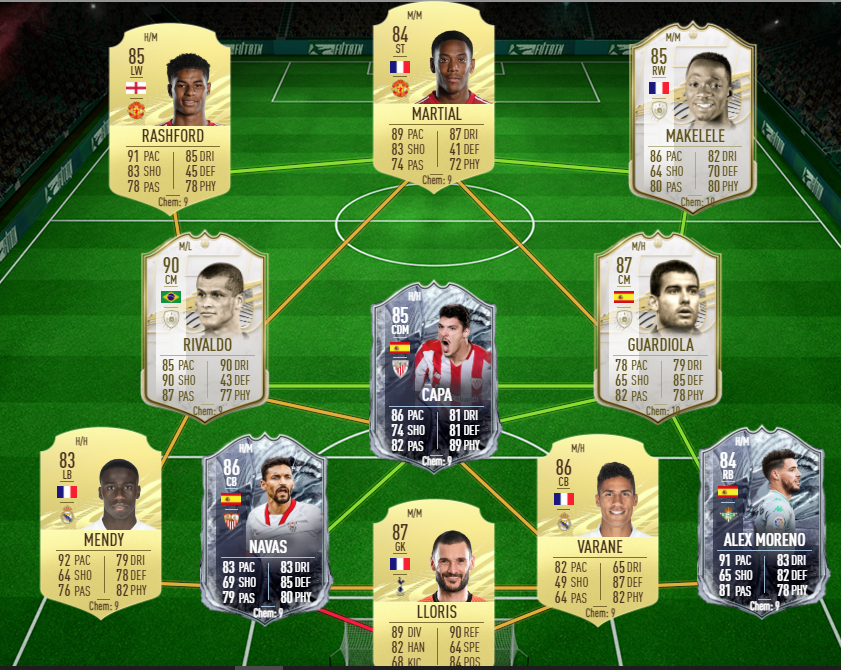 FUTBIN
FUTBIN
FUTBIN
FUTBIN
H/M
85
LW
RASHFORD
91 PAC 85 DRI
83 SHO 45 DEF
78 PAS 78 PHY
Chem: 9
M/M
84
ST
MARTIAL
89 PAC 87 DRI
83 SHO 41 DEF
74 PAS 72 PHY
Chem: 9
M/M
85
RW
MAKELELE
86 PAC 82 DRI
64 SHO 70 DEF
80 PAS 80 PHY
Chem: 10
M/L
90
CM
RIVALDO
85 PAC 90 DRI
90 SHO 43 DEF
87 PAS 77 PHY
Chem: 9
H/H
85
CDM
CAPA
86 PAC 81 DRI
74 SHO 81 DEF
82 PAS 89 PHY
Chem: 9
M/H
87
CM
GUARDIOLA
78 PAC 79 DRI
65 SHO 85 DEF
82 PAS 78 PHY
Chem: 10
H/H
83
LB
MENDY
92 PAC 79 DRI
64 SHO 78 DEF
76 PAS 82 PHY
Chem: 9
H/M
86
CB
NAVAS
83 PAC 83 DRI
69 SHO 85 DEF
79 PAS 80 PHY
Chem: 9
M/M
87
GK
LLORIS
89 DIV 90 REF
82 HAN 64 SPE
68 KIC 84 POS
M/H
86
CB
VARANE
82 PAC 65 DRI
49 SHO 87 DEF
64 PAS 82 PHY
Chem: 9
H/M
84
RB
ALEX MORENO
91 PAC 83 DRI
65 SHO 82 DEF
81 PAS 78 PHY
Chem: 9